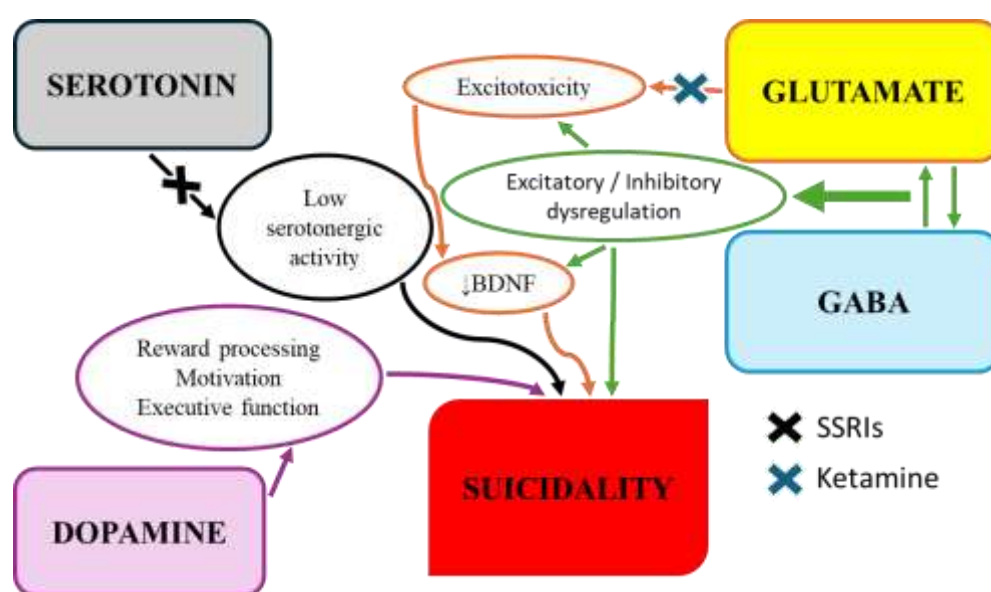 SEROTONIN
Excitotoxicity
GLUTAMATE
Low
serotonergic
activity
Excitatory / Inhibitory
dysregulation
↓BDNF
GABA
Reward processing
Motivation
Executive function
SSRIs
Ketamine
SUICIDALITY
DOPAMINE